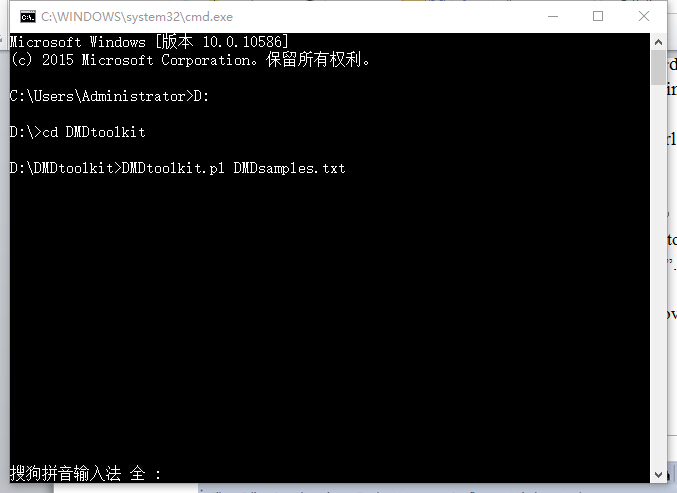 C:\WINDOWS\system32\cmd.exe
Microsoft Windows [版本 10.0.10586]
(c) 2015 Microsoft Corporation。保留所有权利。
C:\Users\Administrator>D:
D:\>cd DMDtoolkit
D:\DMDtoolkit>DMDtoolkit.pl DMDsamples.txt
搜狗拼音输入法 全 :